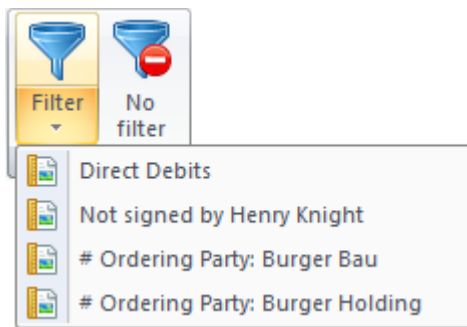 Filter
No
filter
Direct Debits
Not signed by Henry Knight
# Ordering Party: Burger Bau
# Ordering Party: Burger Holding